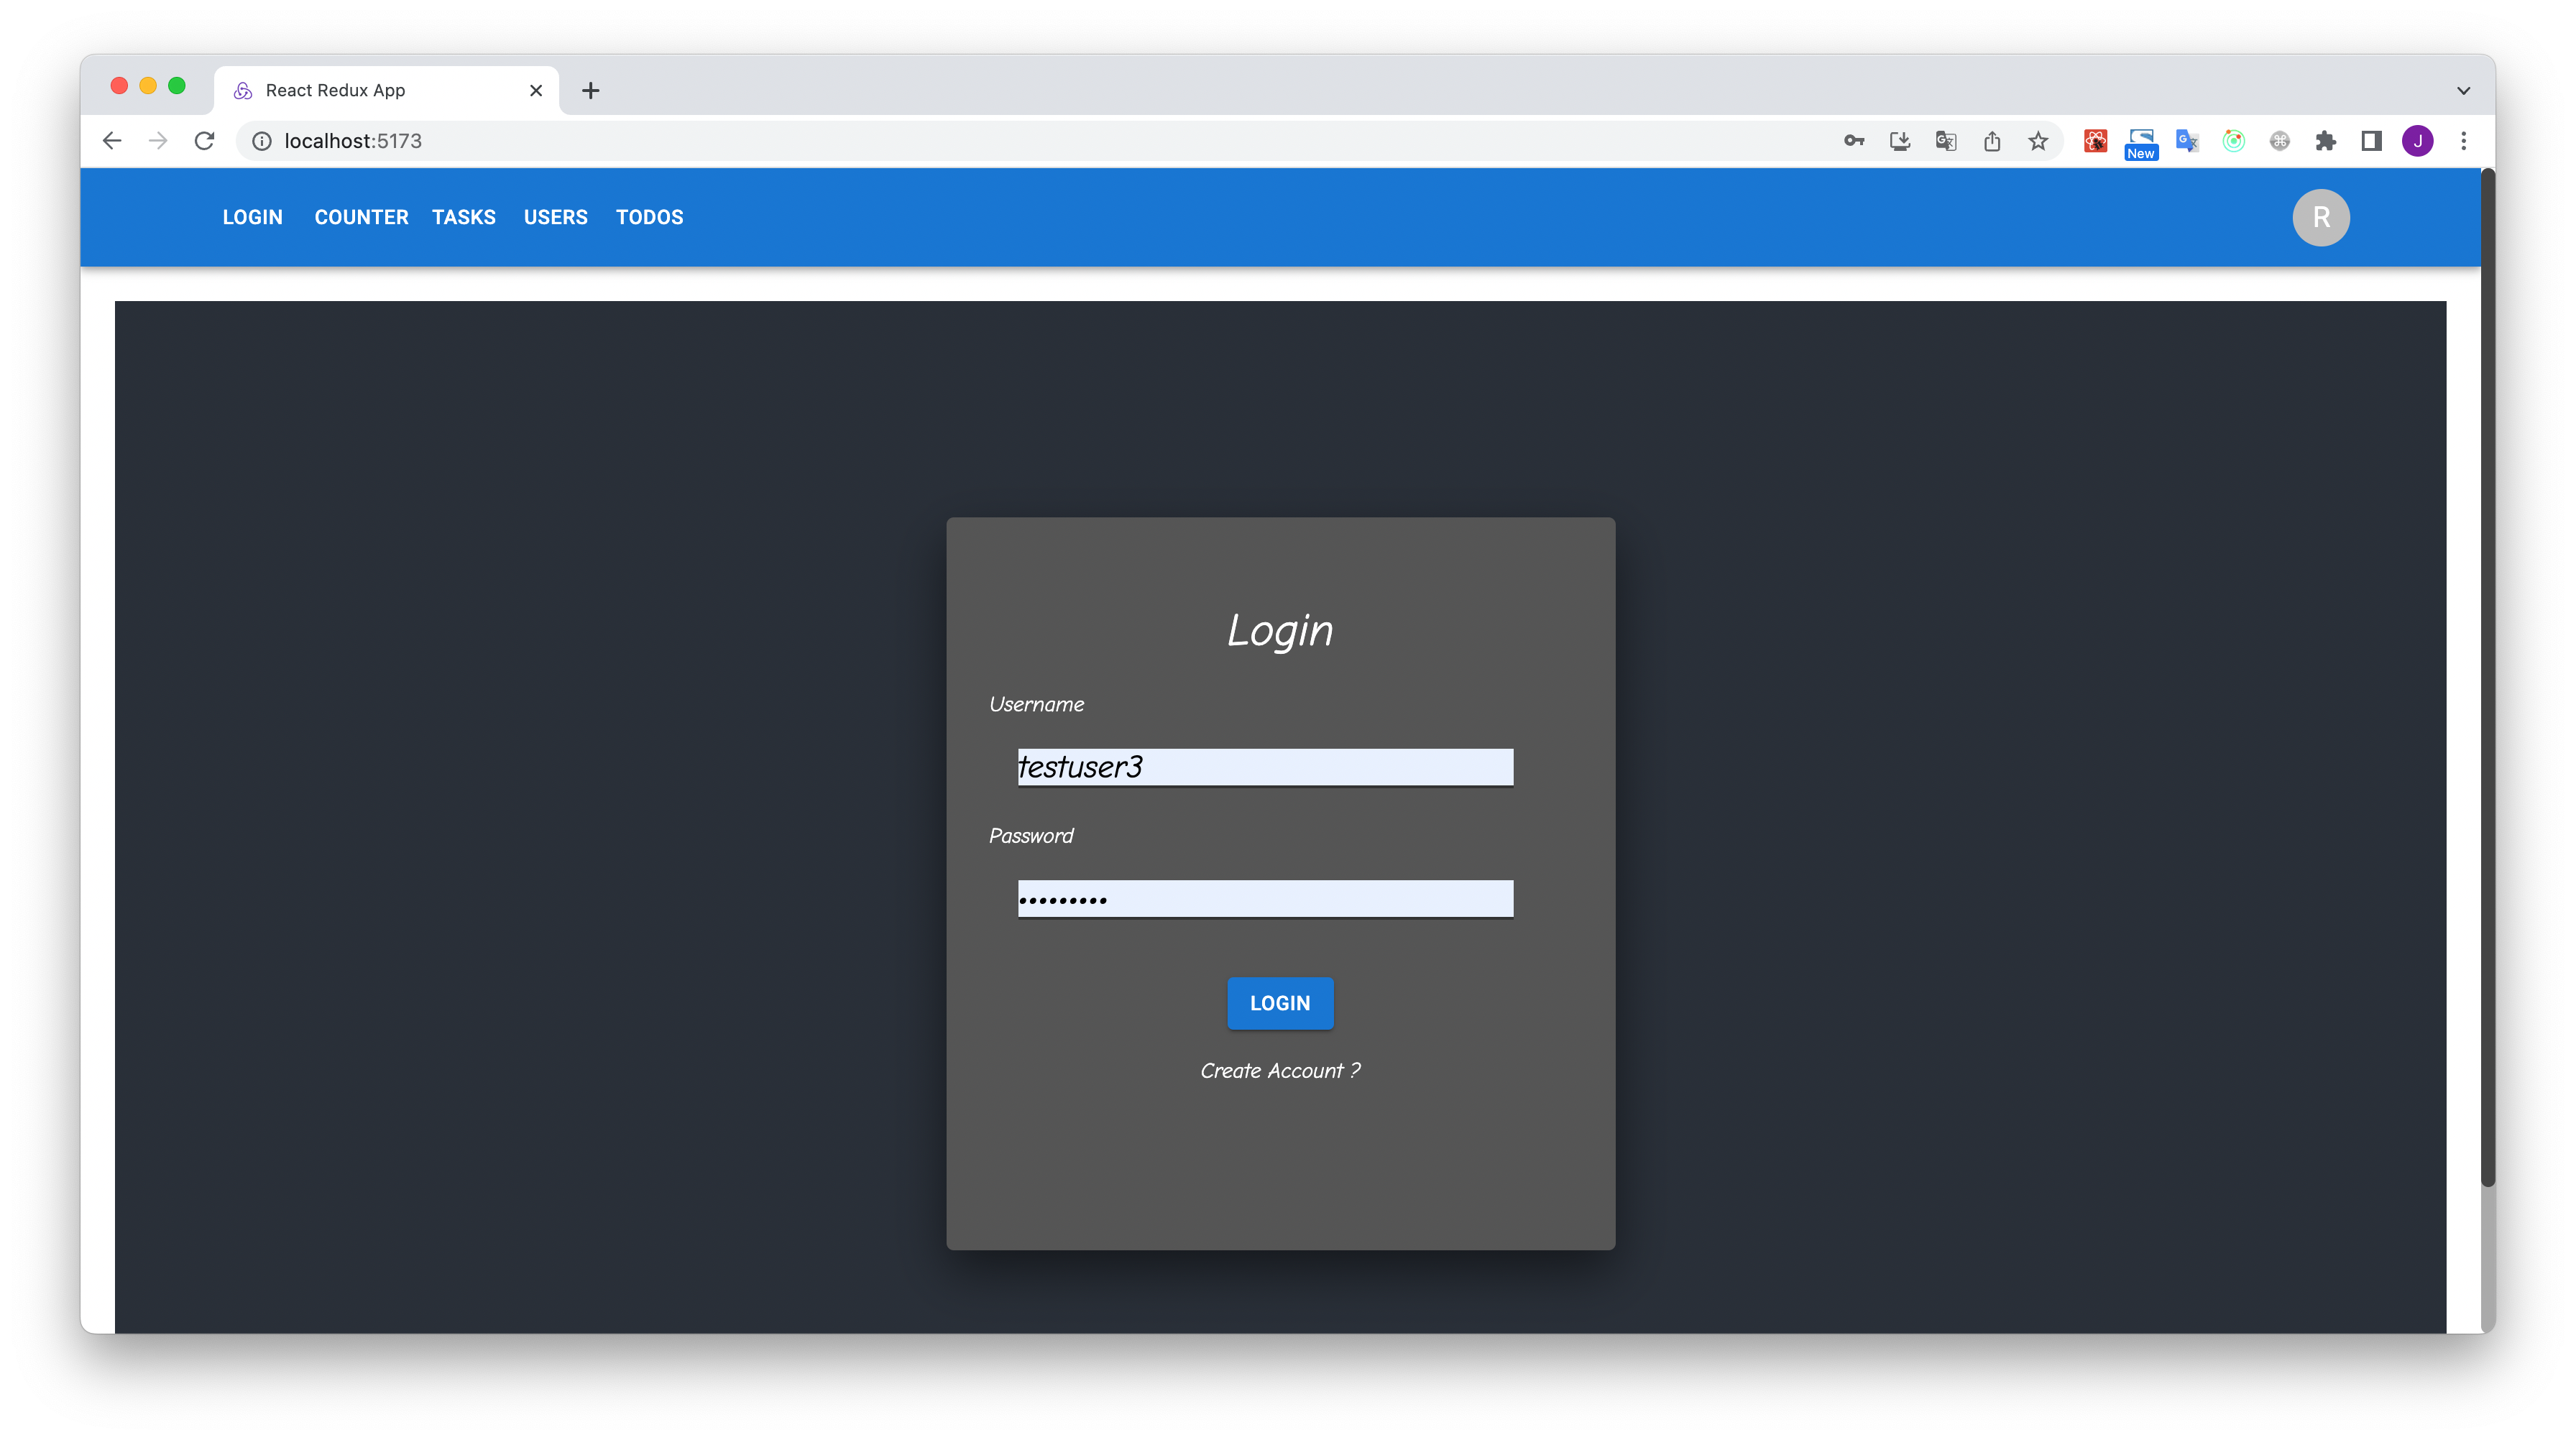 React Redux App
localhost:5173
New
J
LOGIN COUNTER TASKS USERS TODOS
R
Login
Username
testuser3
Password
•••••••••
LOGIN
Create Account ?